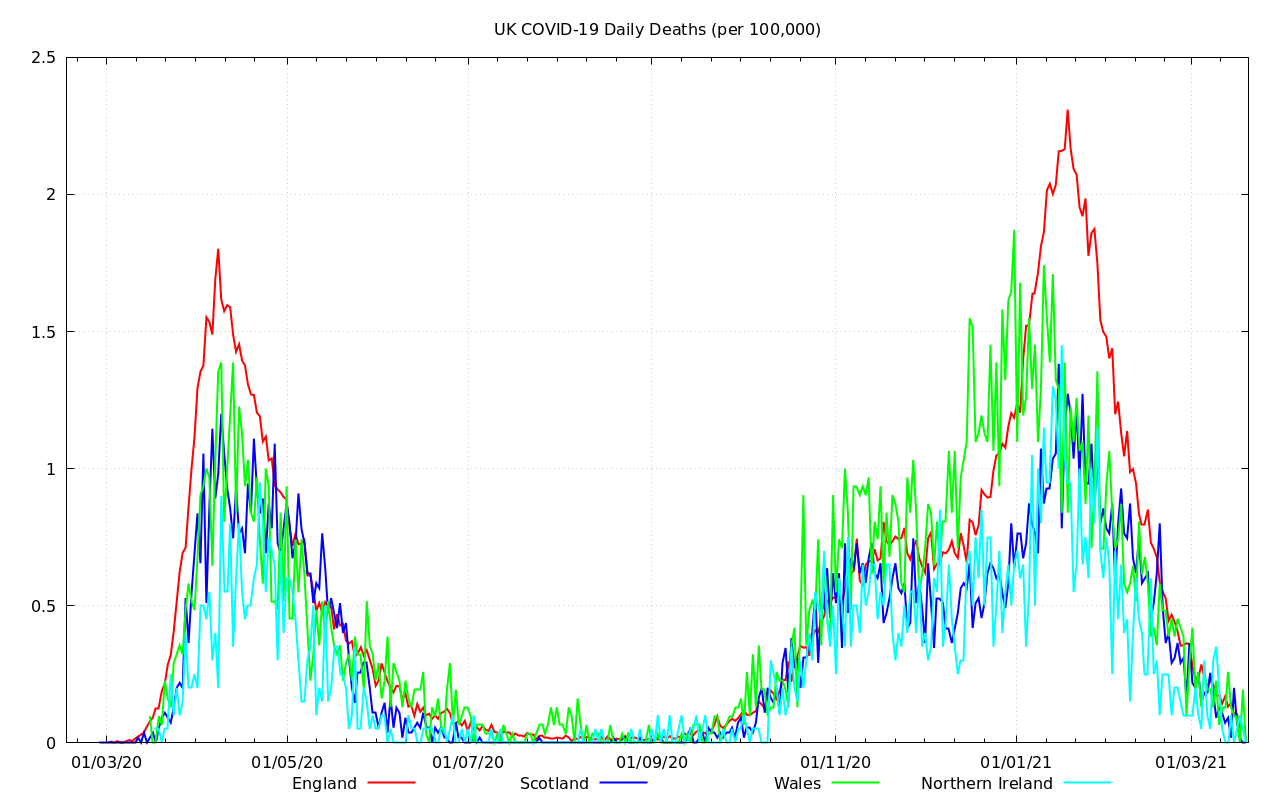 UK COVID-19 Daily Deaths (per 100,000)
2.5
2
1.5
1
0.5
0
01/03/20 01/05/20 01/07/20 01/09/20 01/11/20 01/01/21 01/03/21
England Scotland Wales Northern Ireland